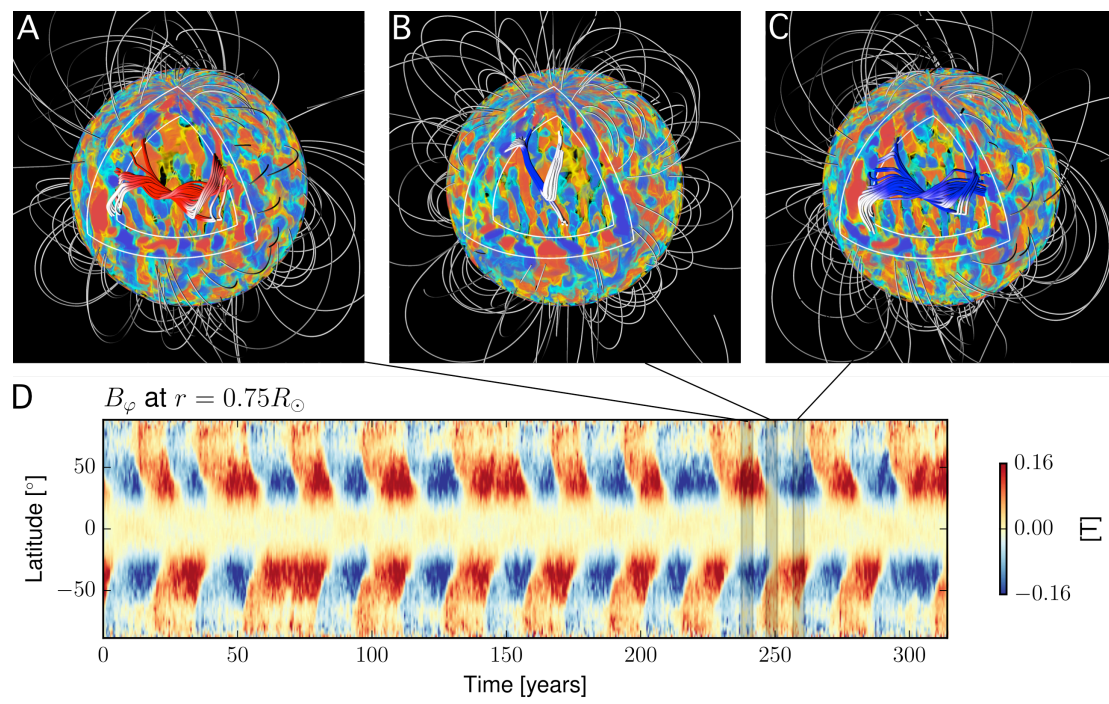 A
B
C
D
B_φ at r = 0.75R_⊙
Latitude [°]
50
0
−50
0 50 100 150 200 250 300
Time [years]
0.16
0.00
−0.16
[T]